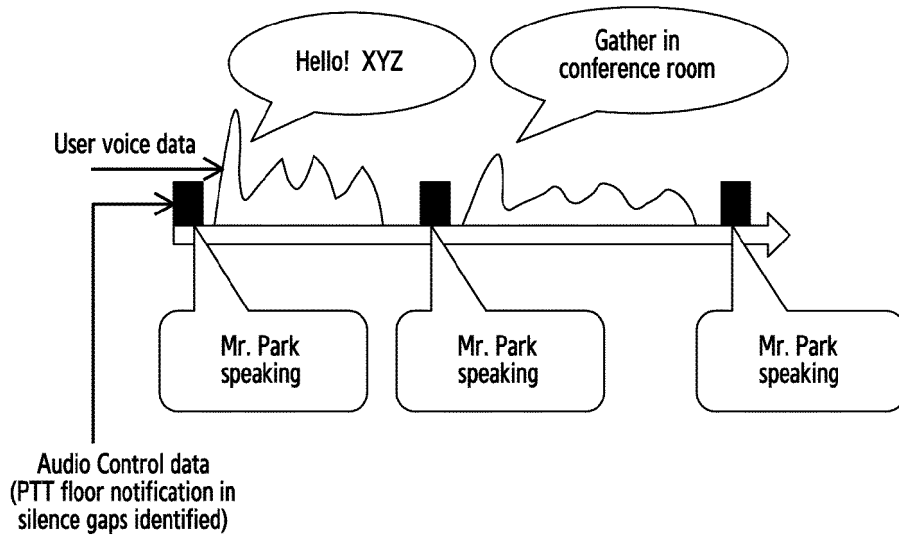 Hello! XYZ
Gather in
conference room
User voice data
Mr. Park
speaking
Mr. Park
speaking
Mr. Park
speaking
Audio Control data
(PTT floor notification in
silence gaps identified)